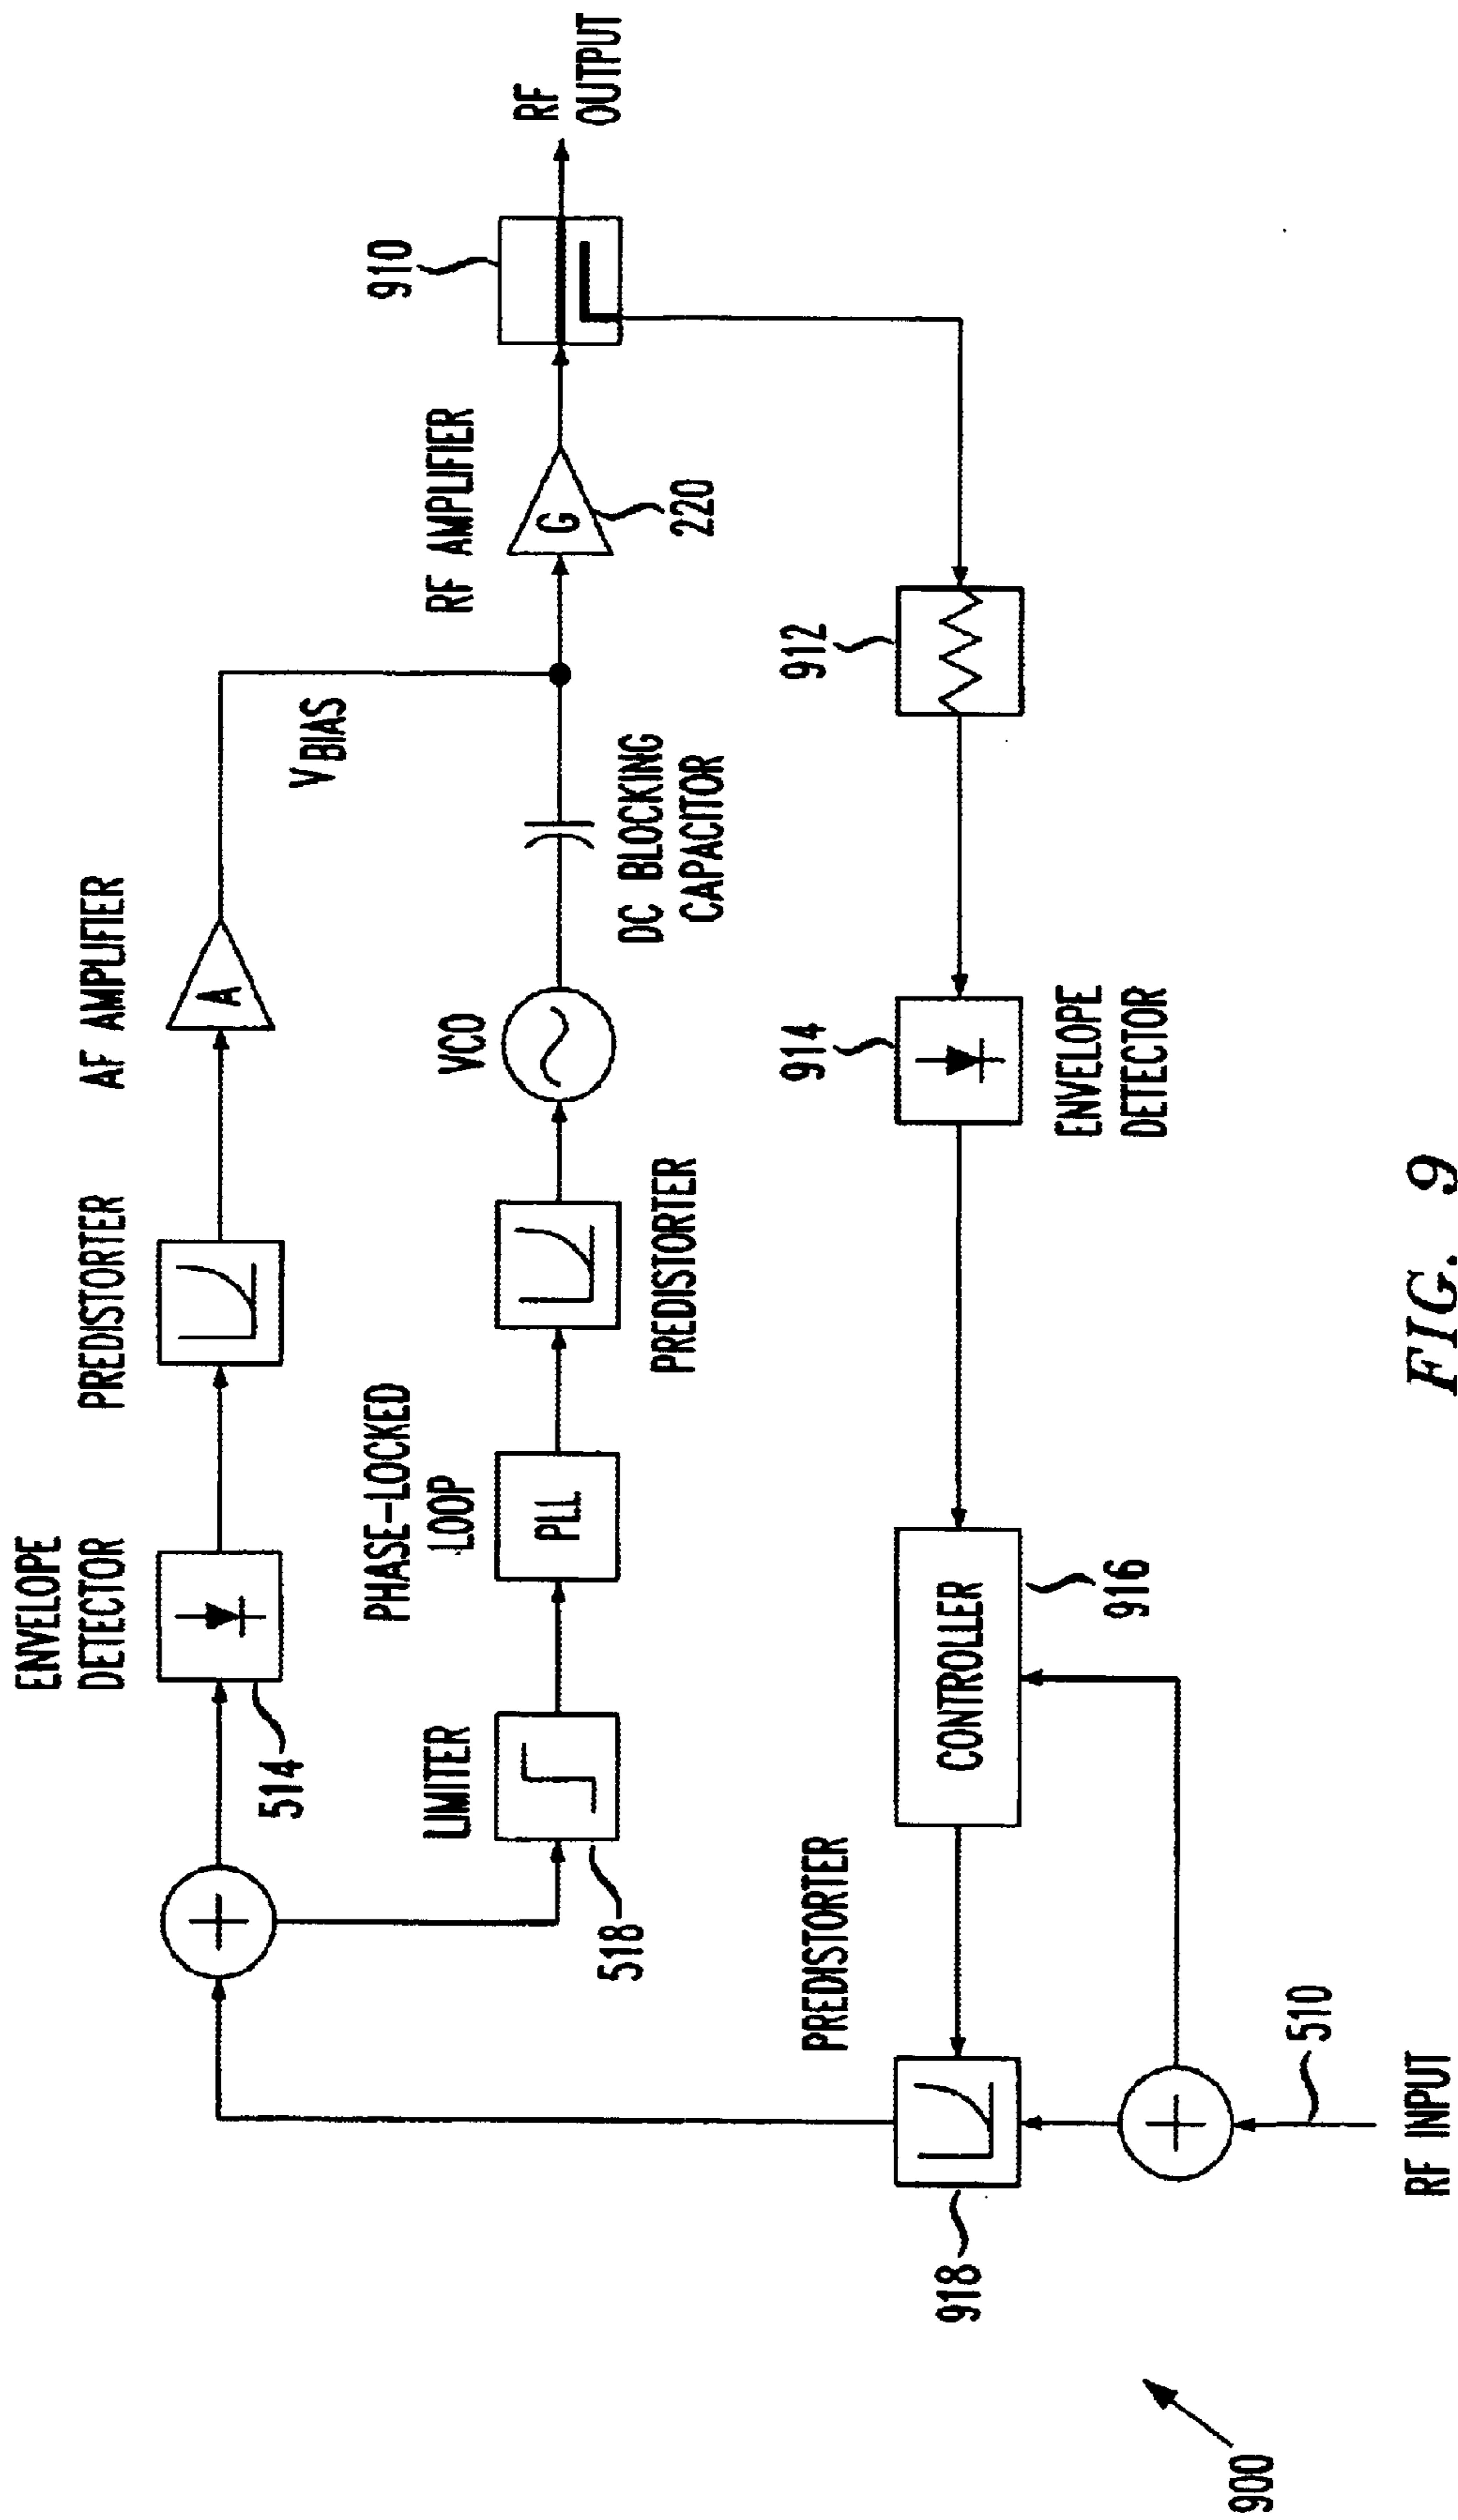 ENVELOPE
DETECTOR
514
PREDISTORTER
AF AMPLIFIER
A
V BIAS
LIMITER
518
PHASE-LOCKED
LOOP
PLL
PREDISTORTER
VCO
DC BLOCKING
CAPACITOR
RF AMPLIFIER
G
220
910
RF
OUTPUT
PREDISTORTER
918
CONTROLLER
916
914
ENVELOPE
DETECTOR
912
900
RF INPUT
510
FIG. 9